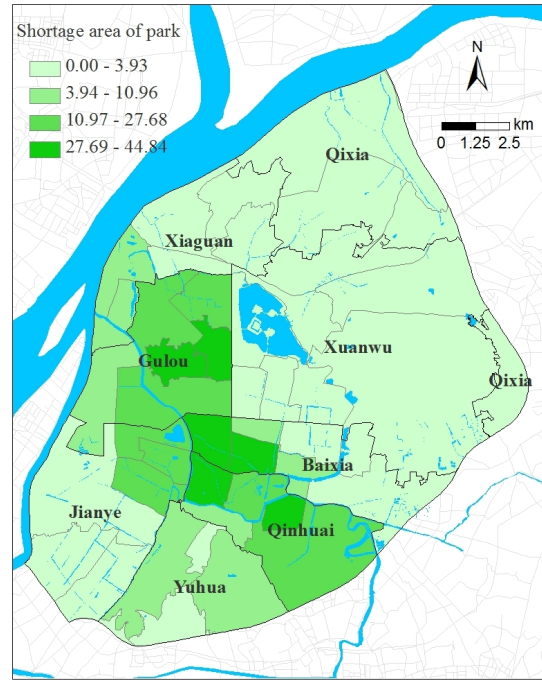 Shortage area of park
0.00 - 3.93
3.94 - 10.96
10.97 - 27.68
27.69 - 44.84
N
km
0 1.25 2.5
Qixia
Xiaguan
Xuanwu
Gulou
Qixia
Baixia
Jianye
Qinhuai
Yuhua